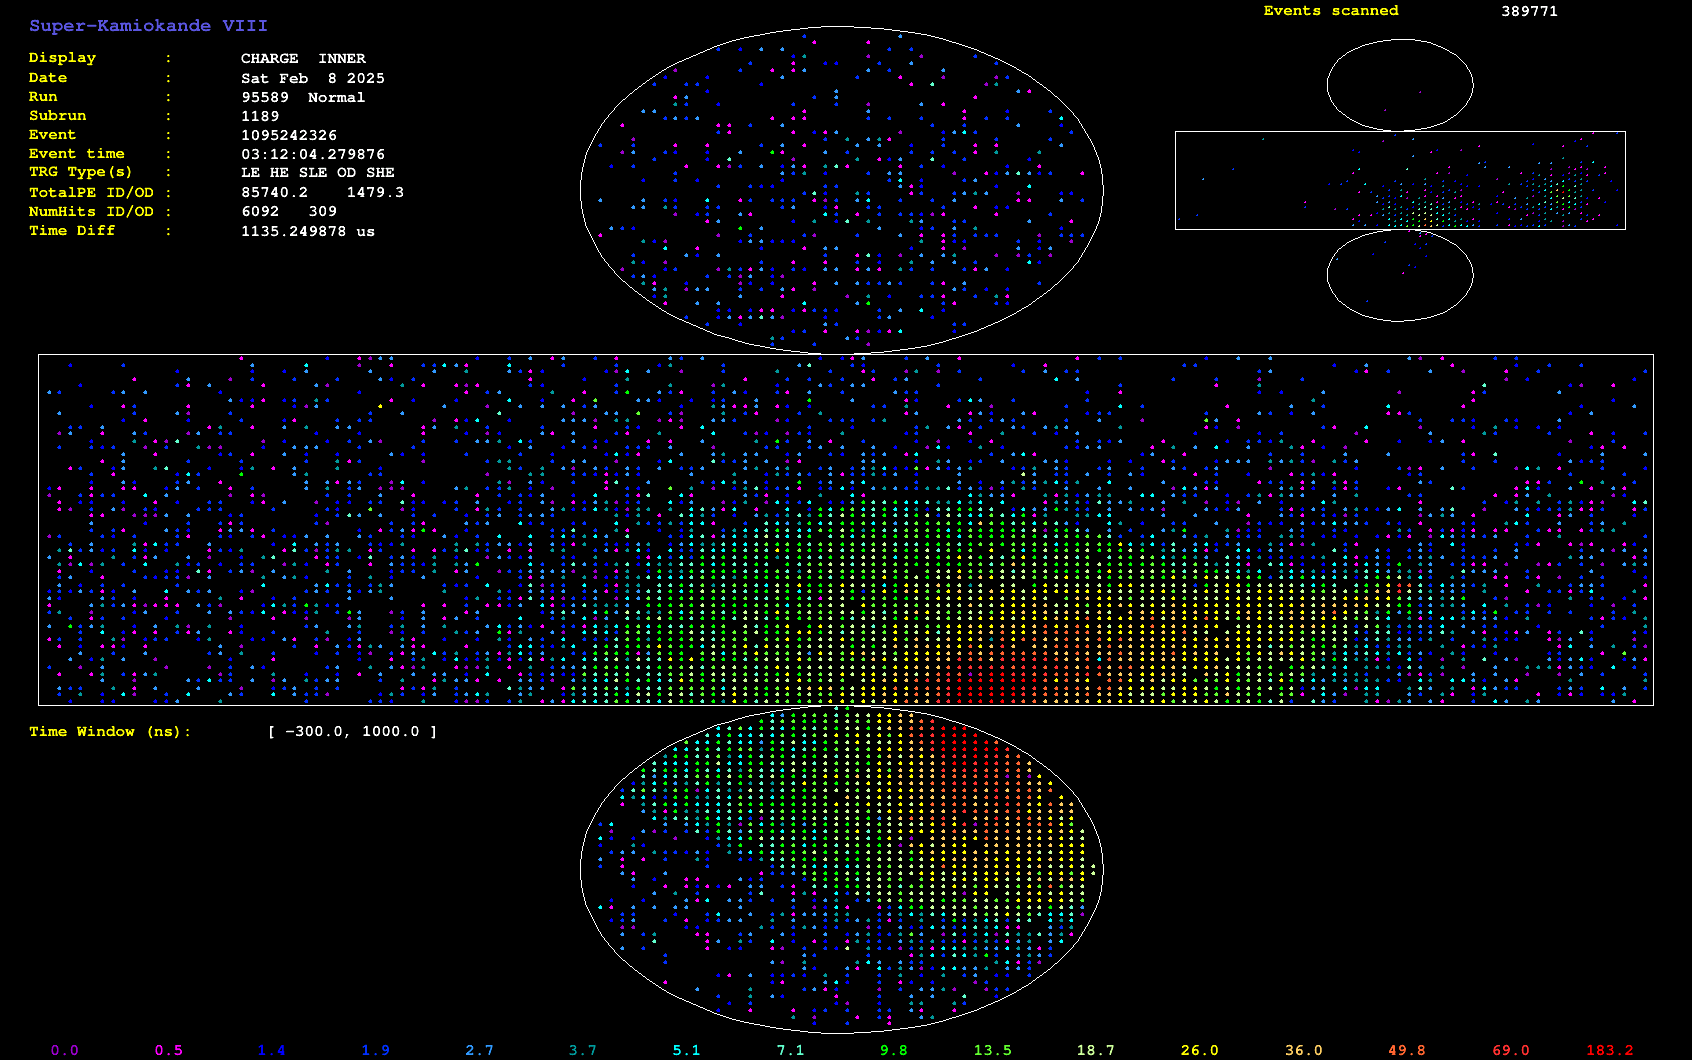 Super-Kamiokande VIII
Events scanned 389771
Display : CHARGE INNER
Date : Sat Feb 8 2025
Run : 95589 Normal
Subrun : 1189
Event : 1095242326
Event time : 03:12:04.279876
TRG Type(s) : LE HE SLE OD SHE
TotalPE ID/OD : 85740.2 1479.3
NumHits ID/OD : 6092 309
Time Diff : 1135.249878 us
Time Window (ns): [ -300.0, 1000.0 ]
0.0 0.5 1.4 1.9 2.7 3.7 5.1 7.1 9.8 13.5 18.7 26.0 36.0 49.8 69.0 183.2